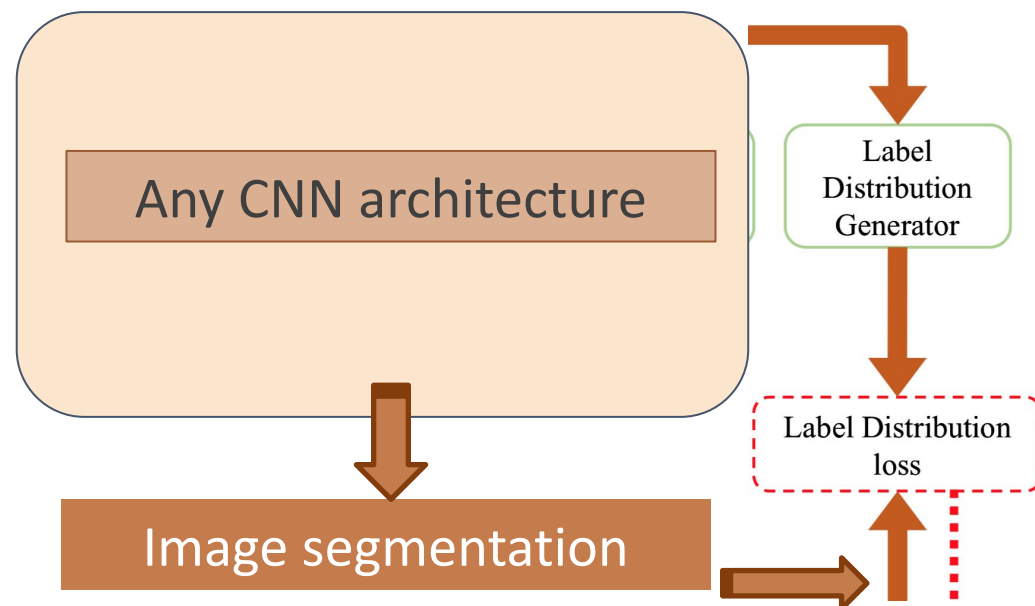 Any CNN architecture
Label
Distribution
Generator
Label Distribution
loss
Image segmentation